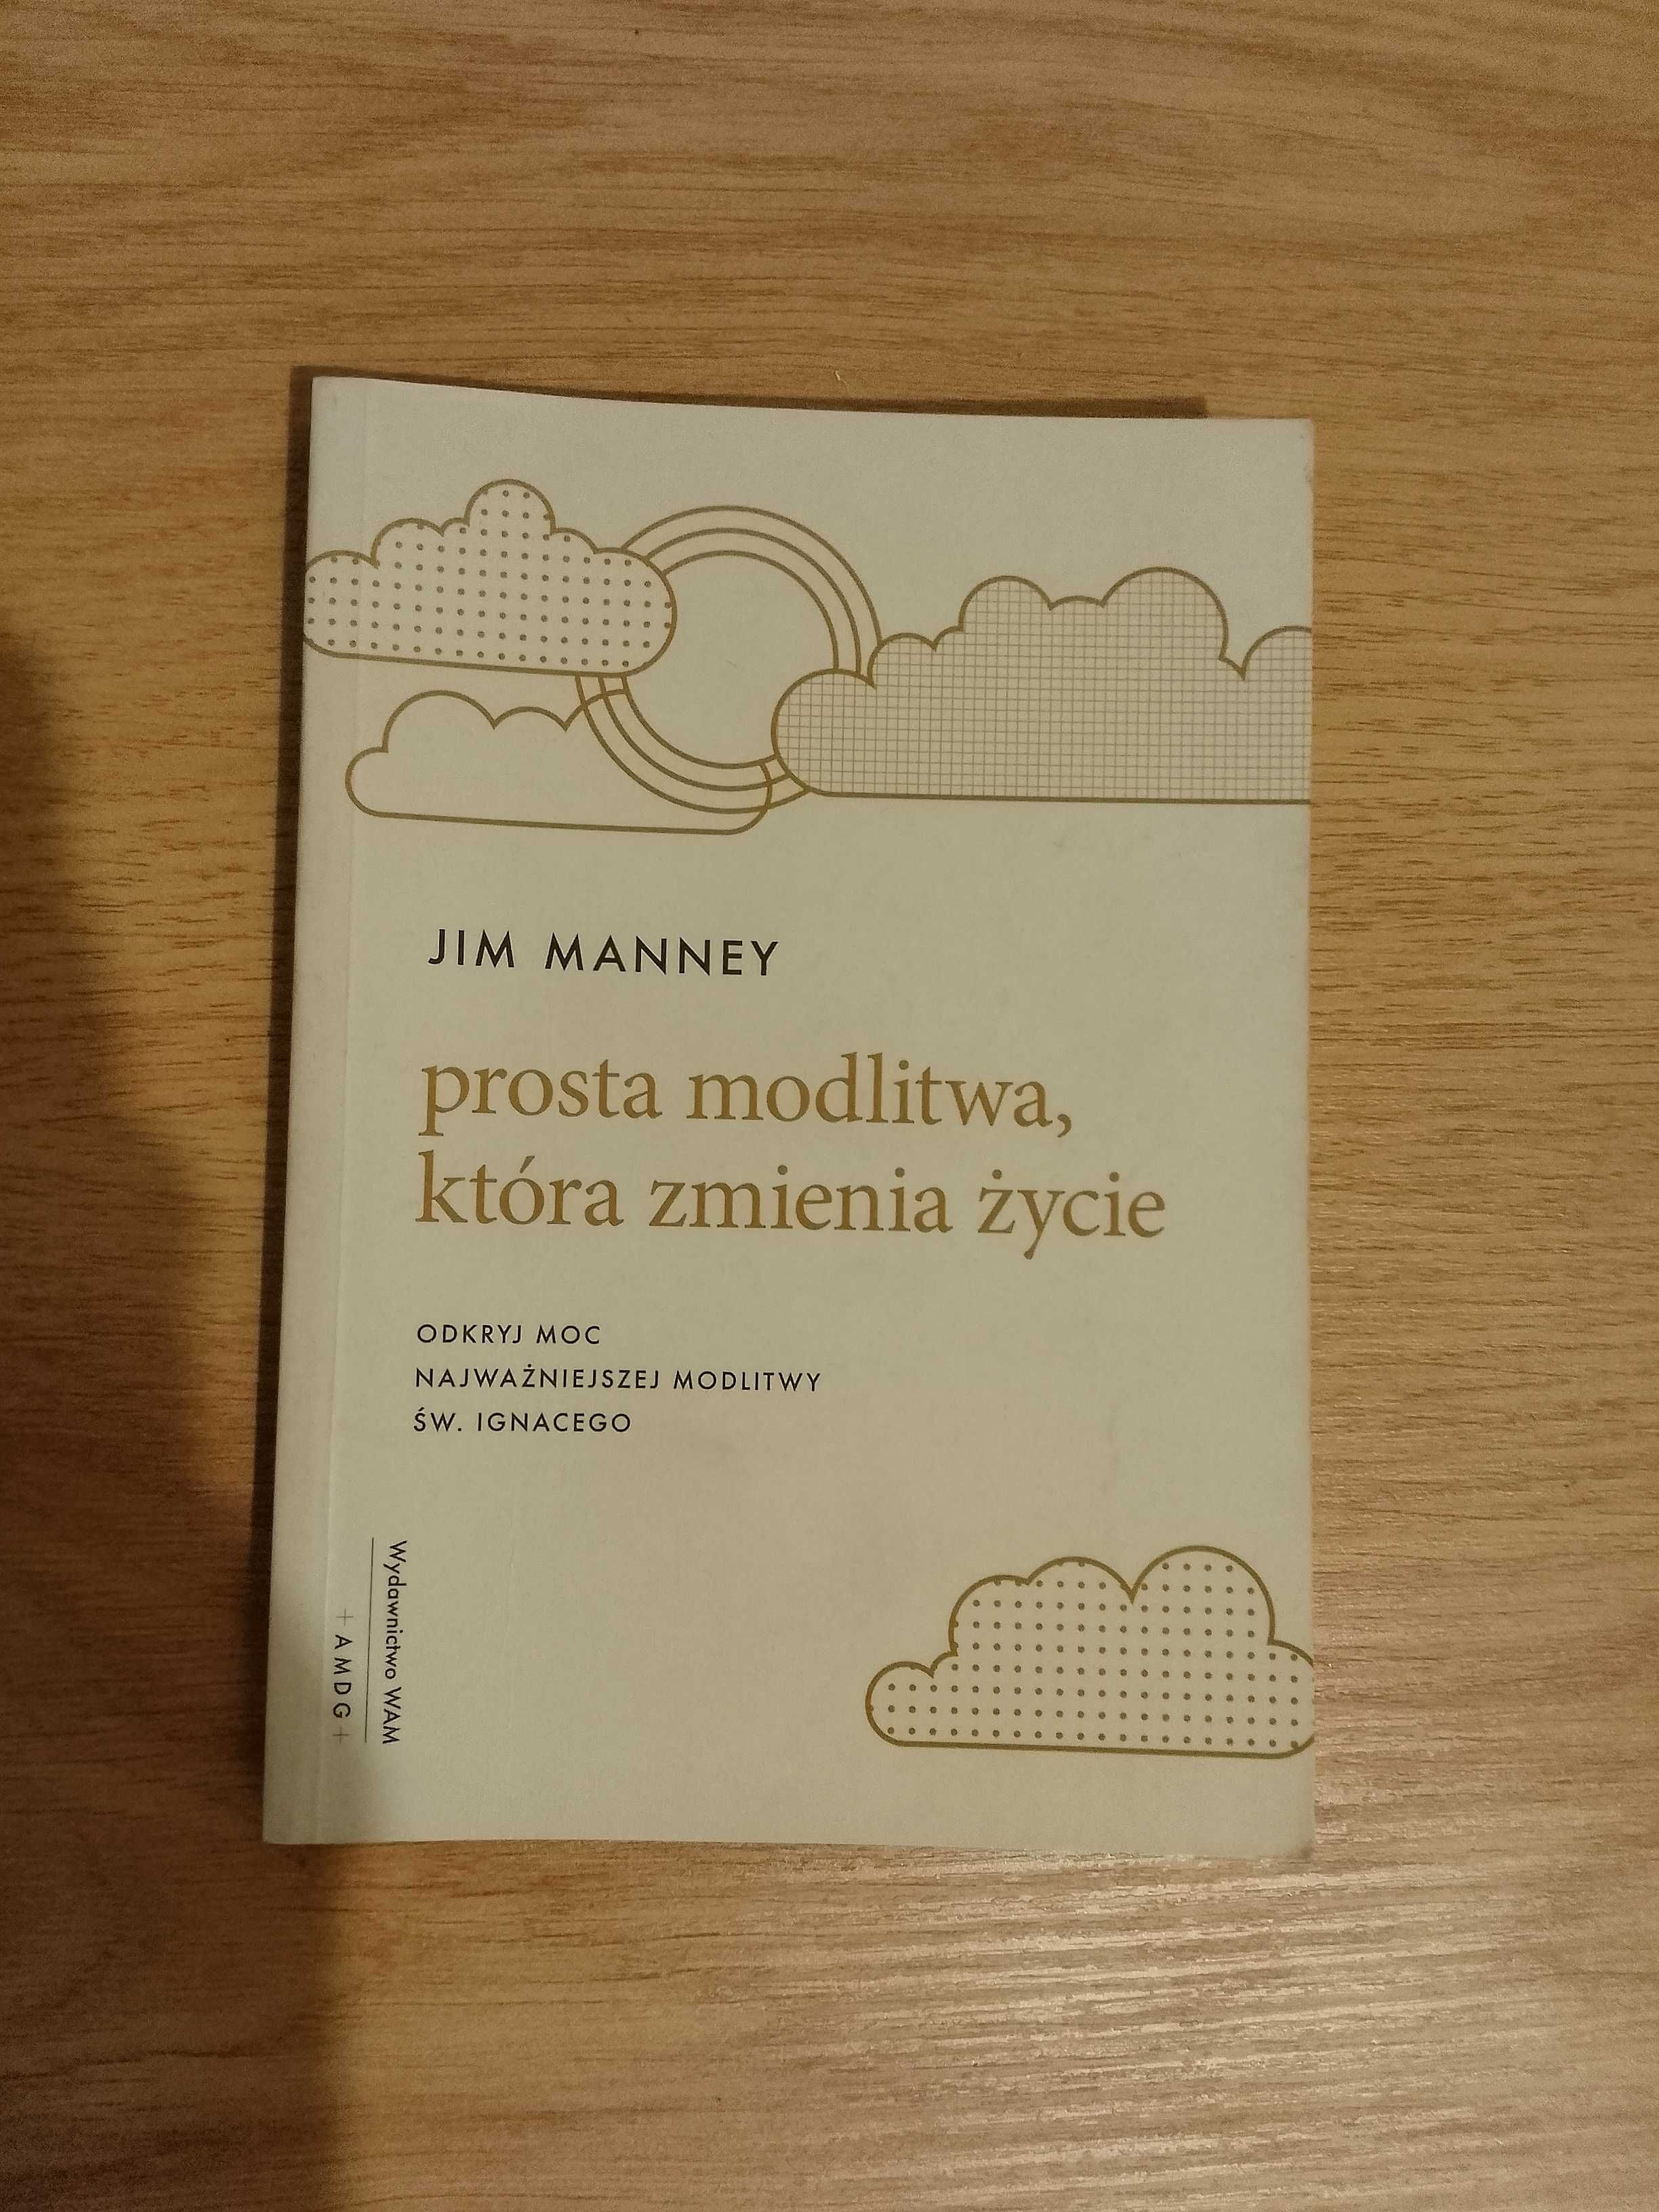 JIM MANNEY
prosta modlitwa,
która zmienia życie
ODKRYJ MOC
NAJWAŻNIEJSZEJ MODLITWY
ŚW. IGNACEGO
Wydawnictwo WAM
+ AMDG +